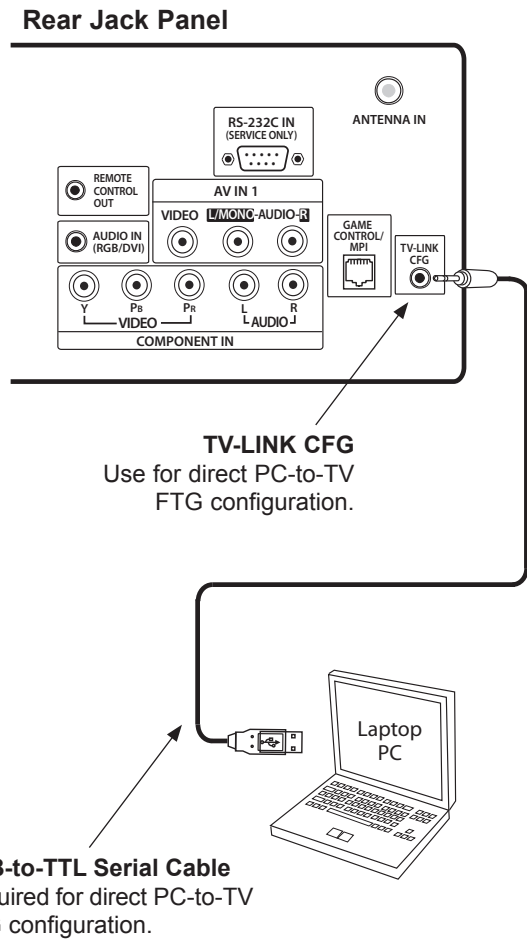 Rear Jack Panel
ANTENNA IN
RS-232C IN
(SERVICE ONLY)
REMOTE
CONTROL
OUT
AV IN 1
VIDEO L/MONO-AUDIO-R
AUDIO IN
(RGB/DVI)
GAME
CONTROL/
MPI
TV-LINK
CFG
Y PB PR L R
VIDEO AUDIO
COMPONENT IN
TV-LINK CFG
Use for direct PC-to-TV
FTG configuration.
Laptop
PC
-to-TTL Serial Cable
for direct PC-to-TV
configuration.